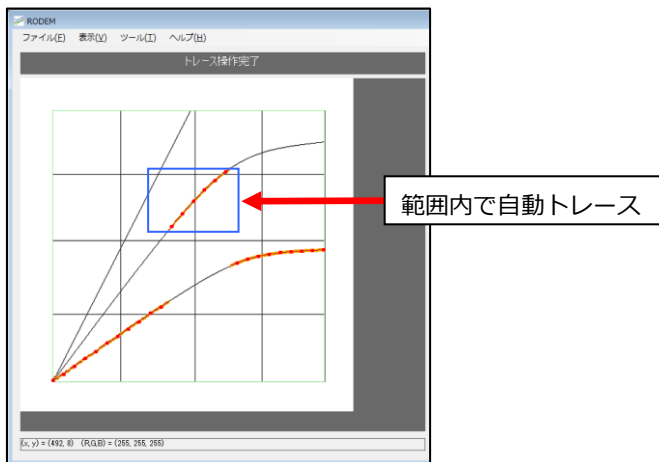 RODEM
ファイル(F) 表示(V) ツール(T) ヘルプ(H)
トレース操作完了
範囲内で自動トレース
(x, y) = (492, 8) (R,G,B) = (255, 255, 255)